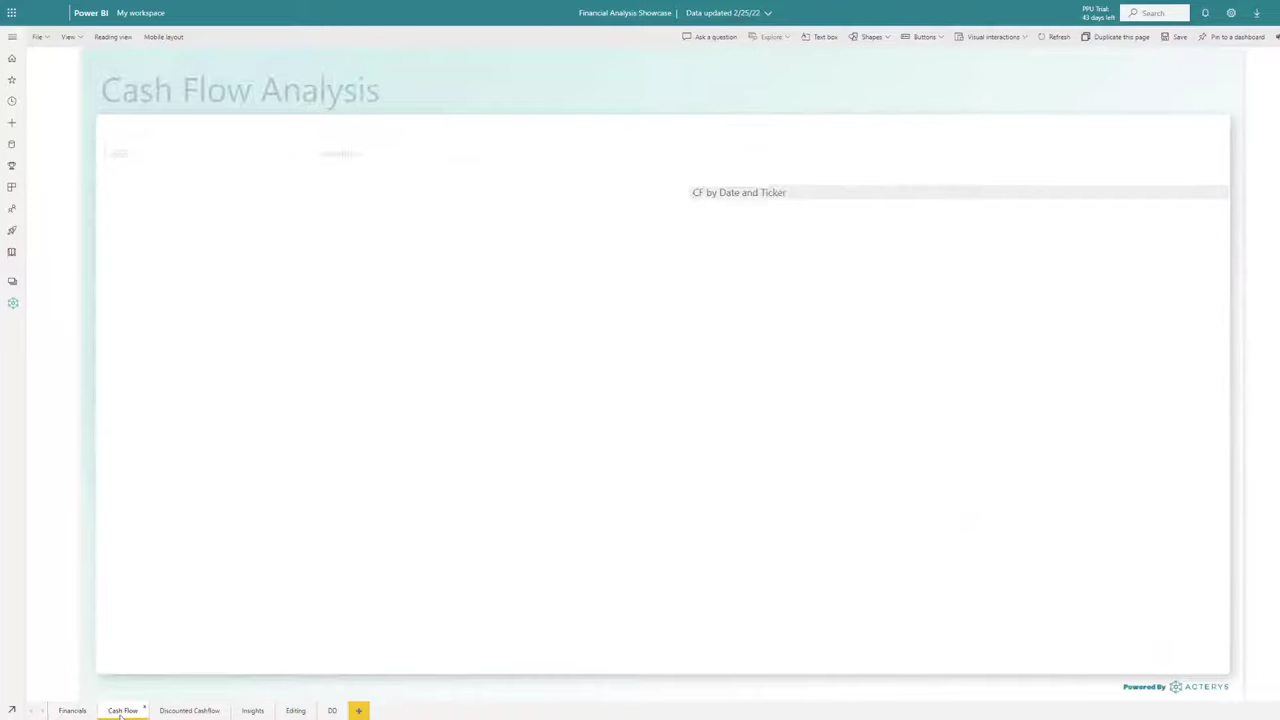 Power BI My workspace
Financial Analysis Showcase | Data updated 2/25/22
PPU Trial:
43 days left
Search
File View Reading view Mobile layout
Ask a question Explore Text box Shapes Buttons Visual interactions Refresh Duplicate this page Save Pin to a dashboard
Cash Flow Analysis
CF by Date and Ticker
Powered By ACTERYS
Financials Cash Flow Discounted Cashflow Insights Editing DD +